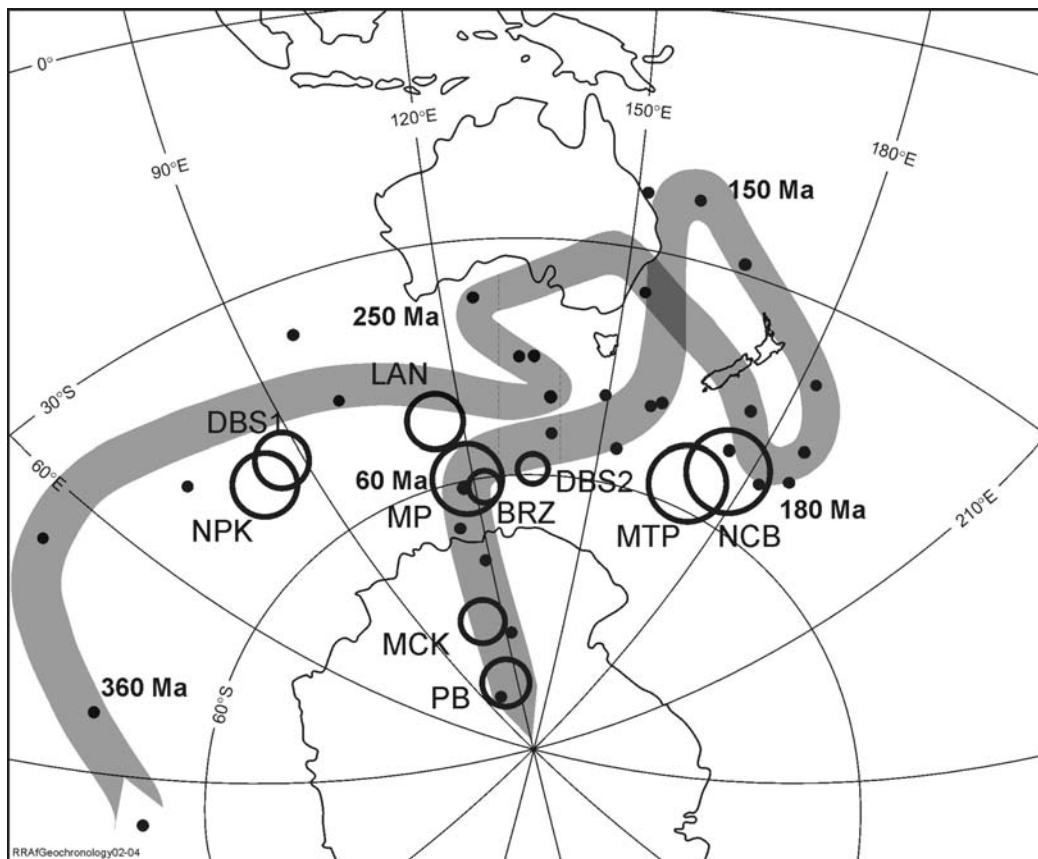 0°
120°E
150°E
90°E
180°E
150 Ma
250 Ma
LAN
30°S
DBS1
60°E
60 Ma
DBS2
MP
BRZ
NPK
MTP
NCB
180 Ma
210°E
MCK
360 Ma
PB
60°S
RRAfGeochronology02-04